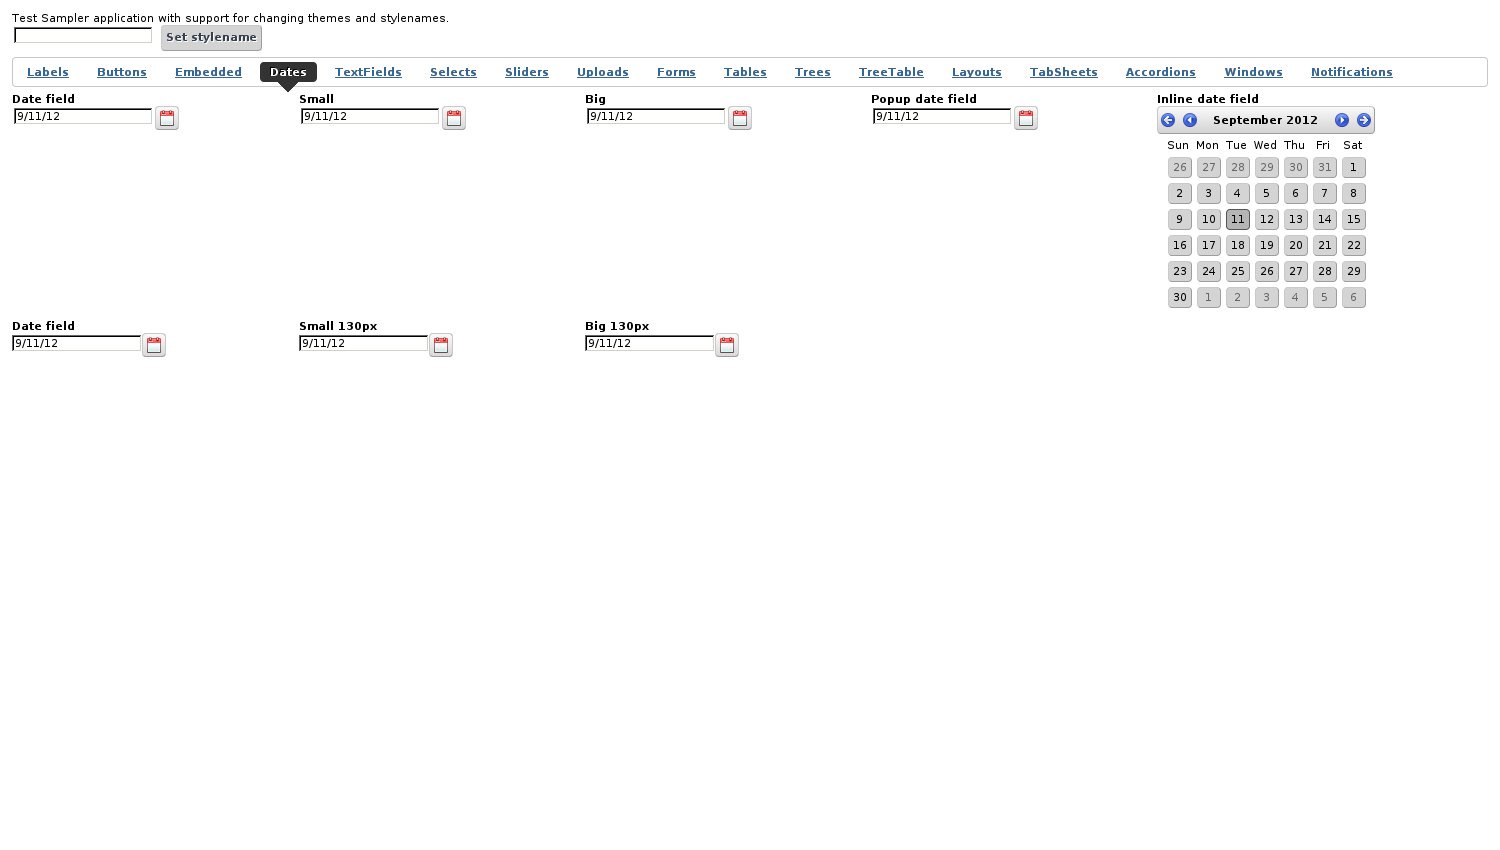 Test Sampler application with support for changing themes and stylenames.
Set stylename
Labels Buttons Embedded Dates TextFields Selects Sliders Uploads Forms Tables Trees TreeTable Layouts TabSheets Accordions Windows Notifications
Date field Small Big Popup date field Inline date field
9/11/12 9/11/12 9/11/12 9/11/12 September 2012
Sun Mon Tue Wed Thu Fri Sat
26 27 28 29 30 31 1
2 3 4 5 6 7 8
9 10 11 12 13 14 15
16 17 18 19 20 21 22
23 24 25 26 27 28 29
30 1 2 3 4 5 6
Date field Small 130px Big 130px
9/11/12 9/11/12 9/11/12